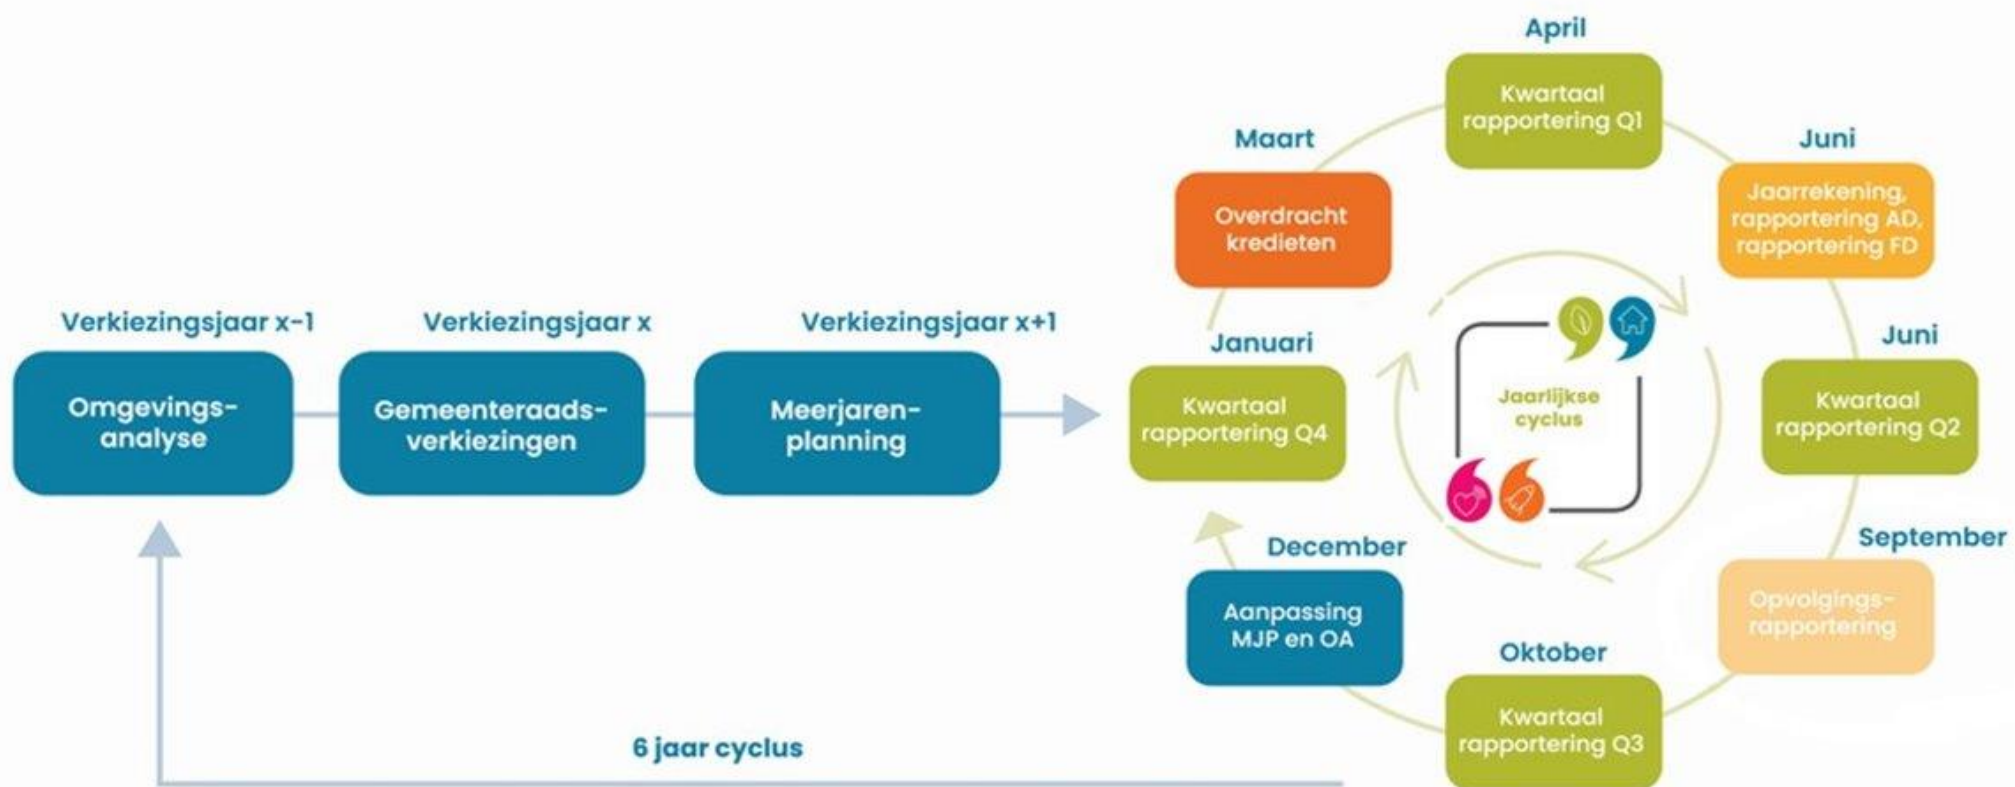 Verkiezingsjaar x-1
Omgevings-
analyse
Verkiezingsjaar x
Gemeenteraads-
verkiezingen
Verkiezingsjaar x+1
Meerjaren-
planning
Januari
Kwartaal
rapportering Q4
Maart
Overdracht
kredieten
April
Kwartaal
rapportering Q1
Juni
Jaarrekening,
rapportering AD,
rapportering FD
Juni
Kwartaal
rapportering Q2
September
Opvolgings-
rapportering
Oktober
Kwartaal
rapportering Q3
December
Aanpassing
MJP en OA
Jaarlijkse
cyclus
6 jaar cyclus